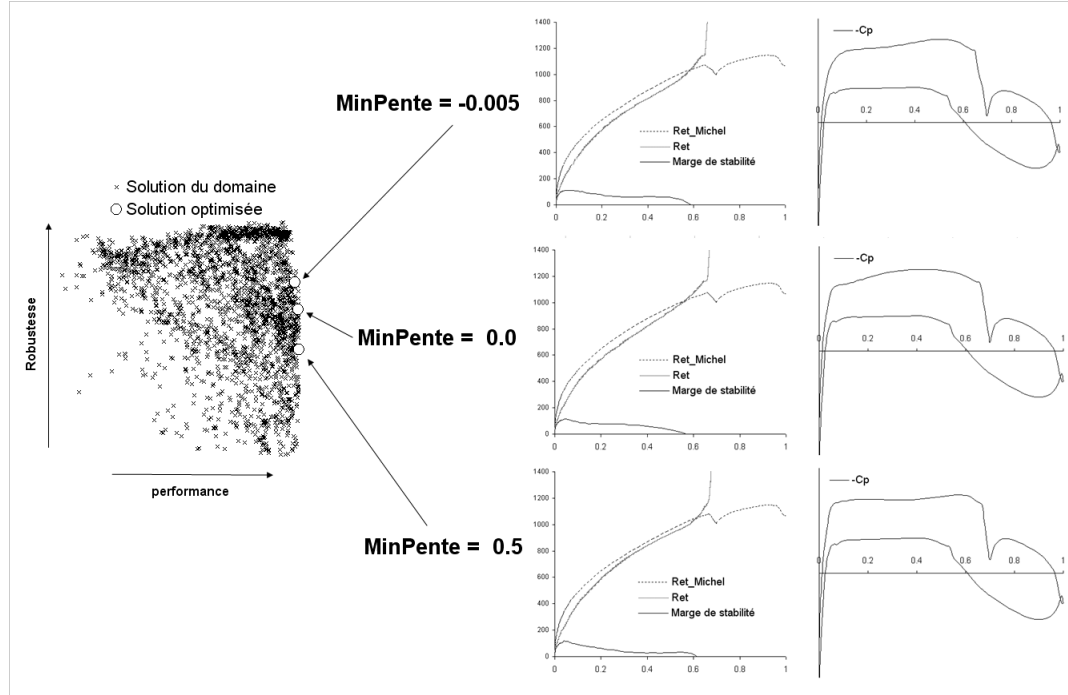 MinPente = -0.005
× Solution du domaine
○ Solution optimisée
Robustesse
performance
MinPente = 0.0
MinPente = 0.5
1400
1200
1000
800
600
400
200
0
0 0.2 0.4 0.6 0.8 1
Ret_Michel
Ret
Marge de stabilité
-Cp
0 0.2 0.4 0.6 0.8 1
1400
1200
1000
800
600
400
200
0
0 0.2 0.4 0.6 0.8 1
Ret_Michel
Ret
Marge de stabilité
-Cp
0 0.2 0.4 0.6 0.8 1
1400
1200
1000
800
600
400
200
0
0 0.2 0.4 0.6 0.8 1
Ret_Michel
Ret
Marge de stabilité
-Cp
0 0.2 0.4 0.6 0.8 1